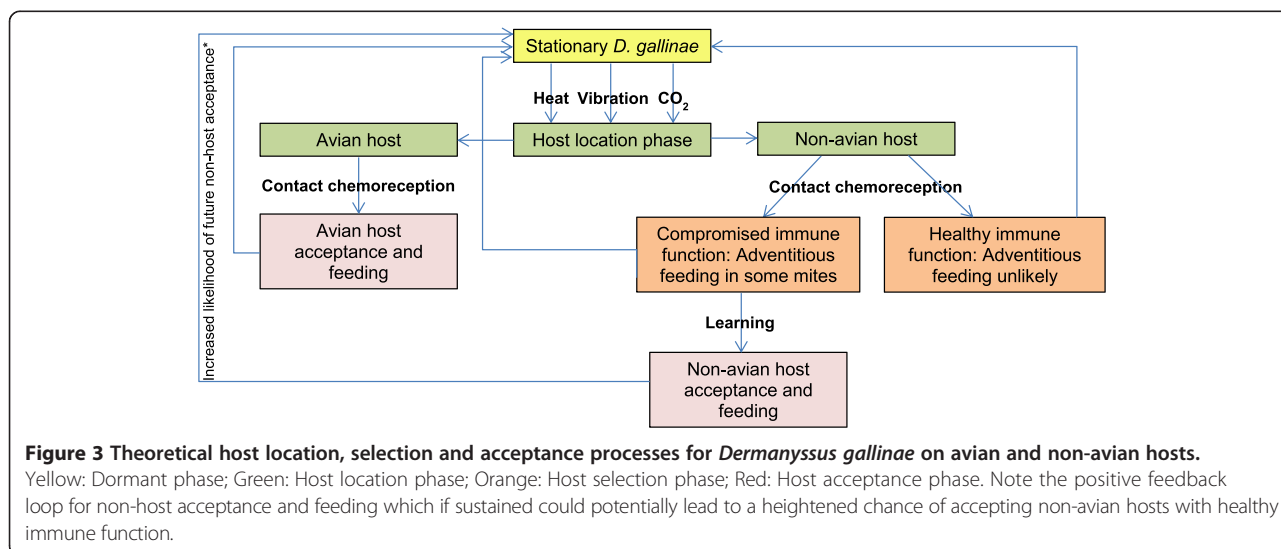 Stationary D. gallinae
Heat Vibration CO₂
Avian host
Host location phase
Non-avian host
Contact chemoreception
Contact chemoreception
Avian host
acceptance and
feeding
Compromised immune
function: Adventitious
feeding in some mites
Healthy immune
function: Adventitious
feeding unlikely
Learning
Non-avian host
acceptance and
feeding
Increased likelihood of future non-host acceptance*
Figure 3 Theoretical host location, selection and acceptance processes for Dermanyssus gallinae on avian and non-avian hosts.
Yellow: Dormant phase; Green: Host location phase; Orange: Host selection phase; Red: Host acceptance phase. Note the positive feedback
loop for non-host acceptance and feeding which if sustained could potentially lead to a heightened chance of accepting non-avian hosts with healthy
immune function.